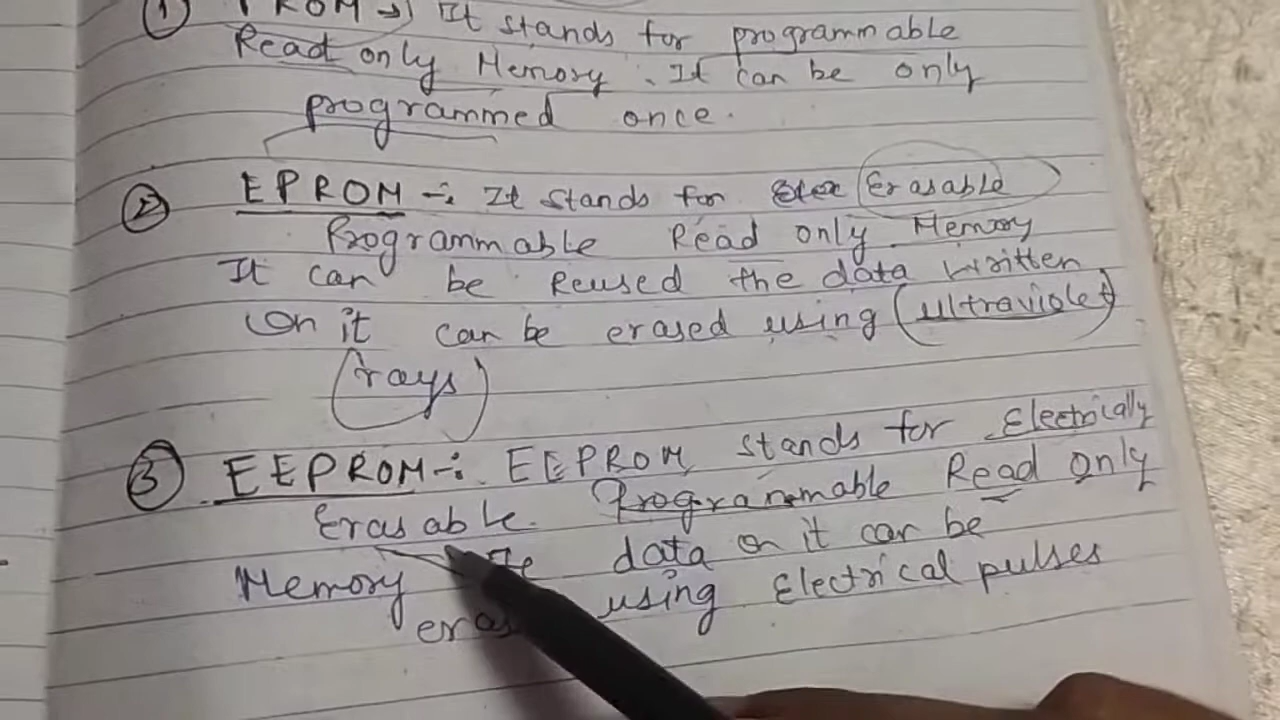 ① PROM → It stands for programmable
Read only Memory. It can be only
programmed once.
② EPROM -: It stands for Erasable
Programmable Read only Memory
It can be Reused the data written
On it can be erased using (ultraviolet)
(rays)
③ EEPROM -: EEPROM stands for Electrically
Erasable Programmable Read Only
Memory data on it can be
using Electrical pulses